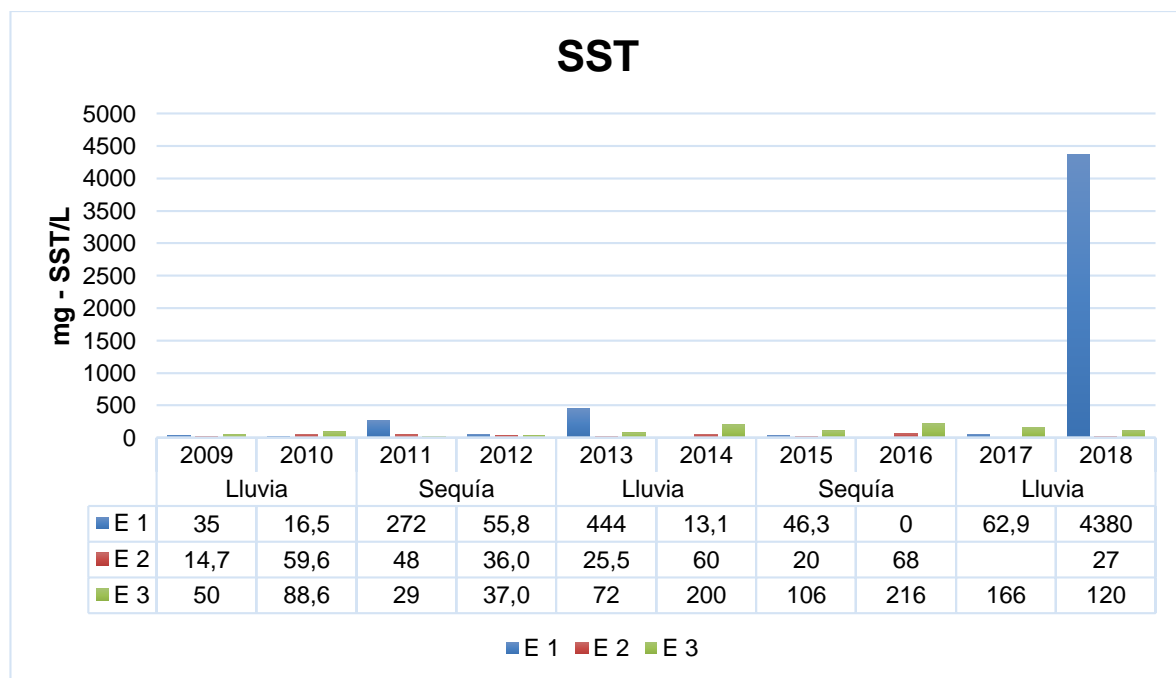 SST
5000
4500
4000
3500
3000
2500
2000
1500
1000
500
0
mg - SST/L
2009 2010 2011 2012 2013 2014 2015 2016 2017 2018
Lluvia Sequía Lluvia Sequía Lluvia
E 1 35 16,5 272 55,8 444 13,1 46,3 0 62,9 4380
E 2 14,7 59,6 48 36,0 25,5 60 20 68 27
E 3 50 88,6 29 37,0 72 200 106 216 166 120
E 1 E 2 E 3